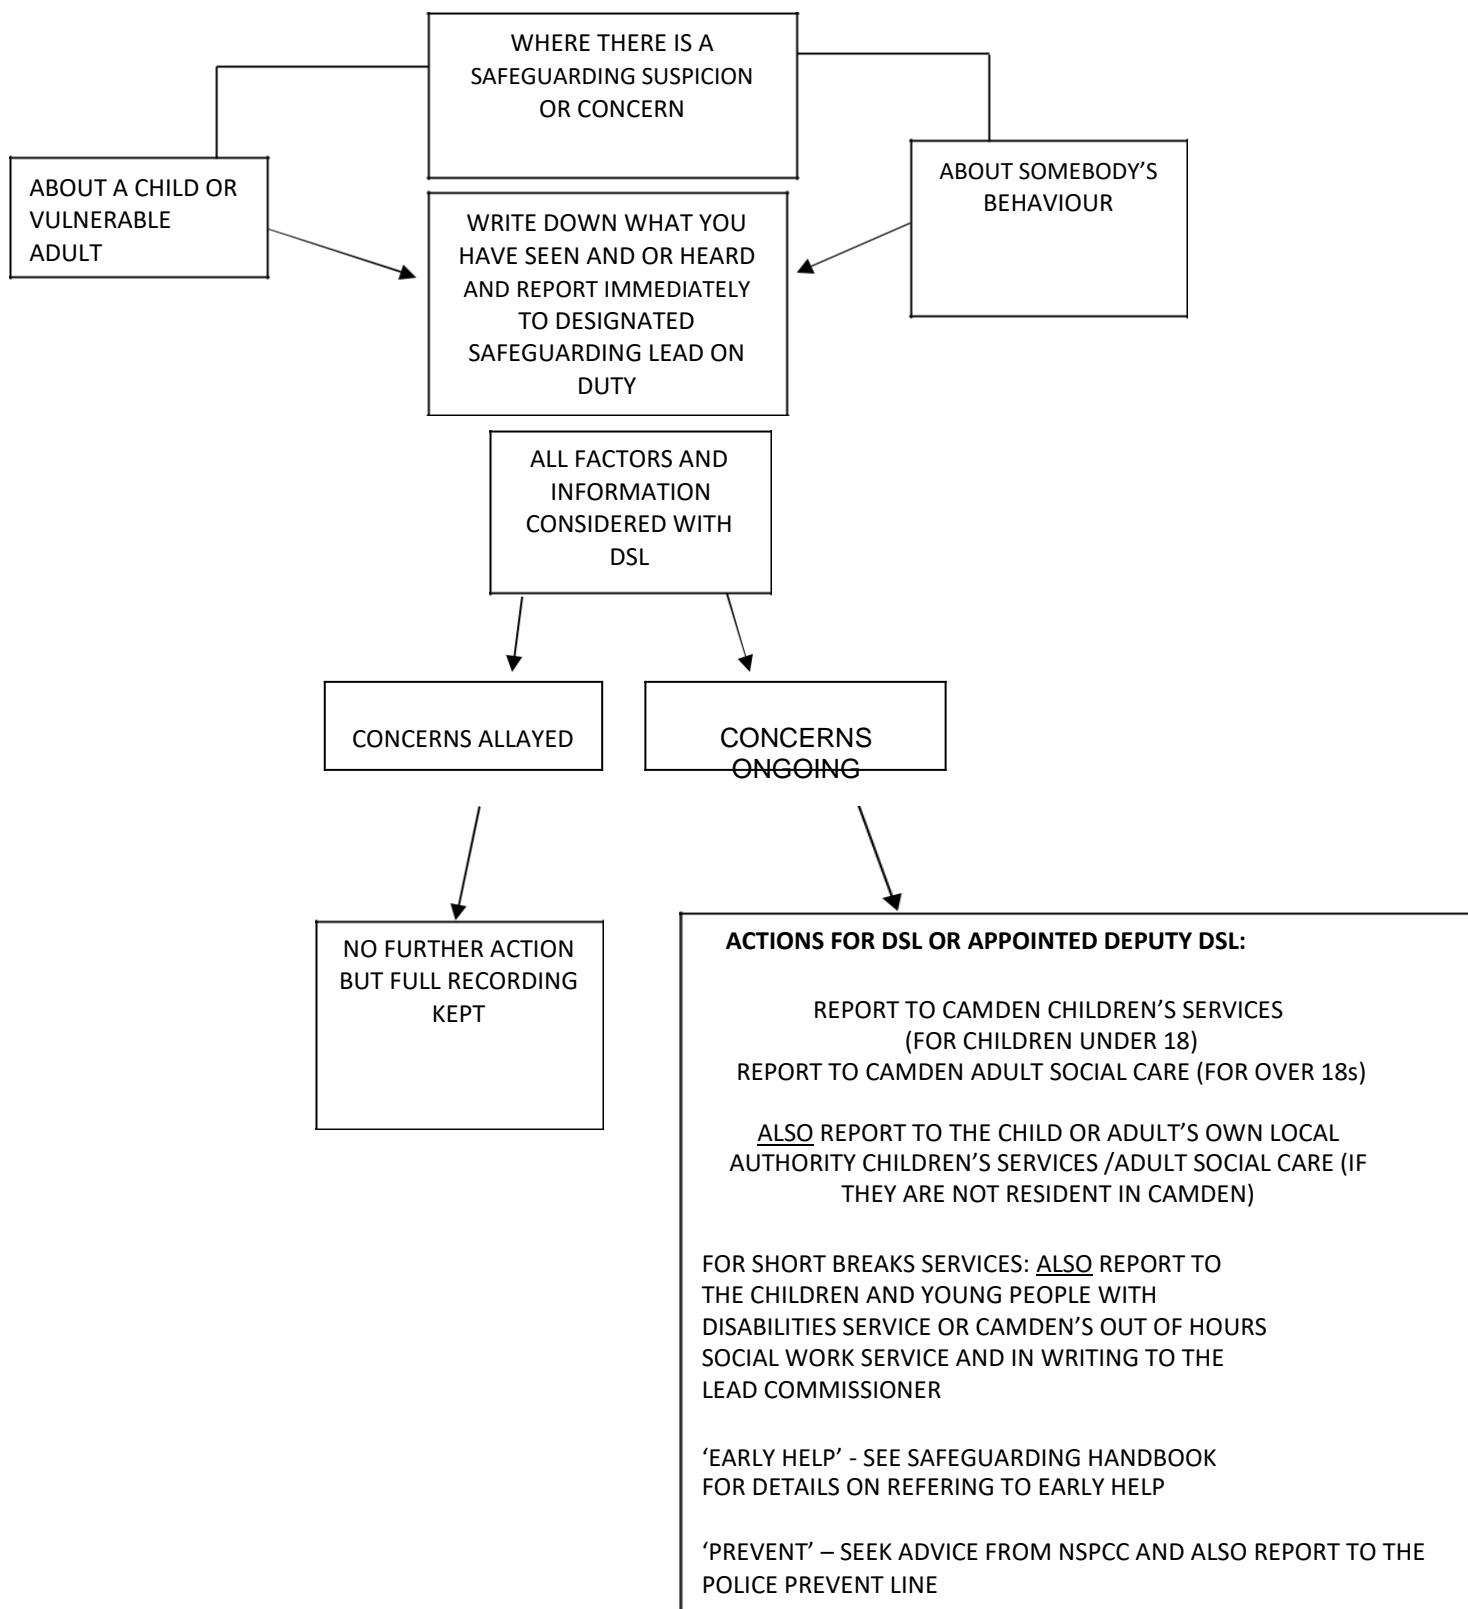 WHERE THERE IS A
SAFEGUARDING SUSPICION
OR CONCERN
ABOUT A CHILD OR
VULNERABLE
ADULT
ABOUT SOMEBODY’S
BEHAVIOUR
WRITE DOWN WHAT YOU
HAVE SEEN AND OR HEARD
AND REPORT IMMEDIATELY
TO DESIGNATED
SAFEGUARDING LEAD ON
DUTY
ALL FACTORS AND
INFORMATION
CONSIDERED WITH
DSL
CONCERNS ALLAYED
CONCERNS
ONGOING
NO FURTHER ACTION
BUT FULL RECORDING
KEPT
ACTIONS FOR DSL OR APPOINTED DEPUTY DSL:
REPORT TO CAMDEN CHILDREN’S SERVICES
(FOR CHILDREN UNDER 18)
REPORT TO CAMDEN ADULT SOCIAL CARE (FOR OVER 18s)
ALSO REPORT TO THE CHILD OR ADULT’S OWN LOCAL
AUTHORITY CHILDREN’S SERVICES /ADULT SOCIAL CARE (IF
THEY ARE NOT RESIDENT IN CAMDEN)
FOR SHORT BREAKS SERVICES: ALSO REPORT TO
THE CHILDREN AND YOUNG PEOPLE WITH
DISABILITIES SERVICE OR CAMDEN’S OUT OF HOURS
SOCIAL WORK SERVICE AND IN WRITING TO THE
LEAD COMMISSIONER
‘EARLY HELP’ - SEE SAFEGUARDING HANDBOOK
FOR DETAILS ON REFERING TO EARLY HELP
‘PREVENT’ – SEEK ADVICE FROM NSPCC AND ALSO REPORT TO THE
POLICE PREVENT LINE